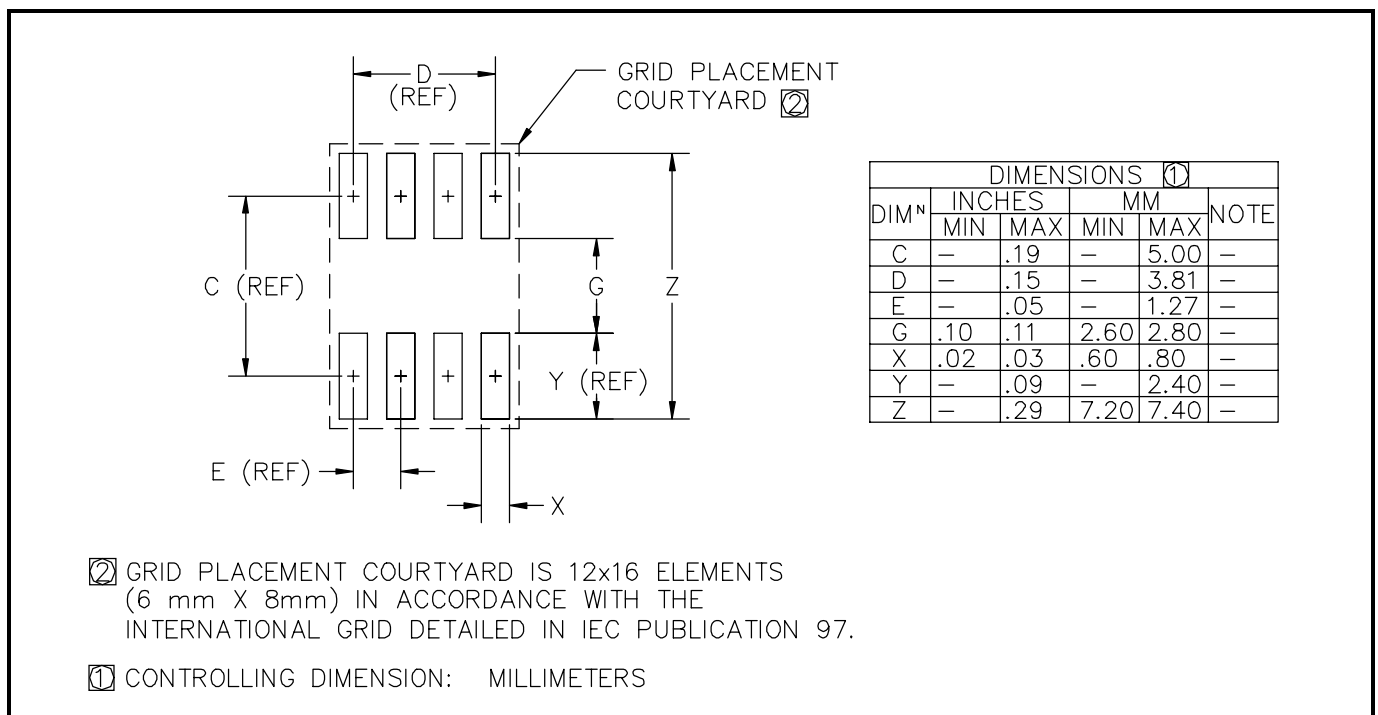 D
(REF)
GRID PLACEMENT
COURTYARD 2
C (REF)
G
Z
Y (REF)
E (REF)
X
DIMENSIONS 1
DIMᴺ INCHES MM NOTE
MIN MAX MIN MAX
C – .19 – 5.00 –
D – .15 – 3.81 –
E – .05 – 1.27 –
G .10 .11 2.60 2.80 –
X .02 .03 .60 .80 –
Y – .09 – 2.40 –
Z – .29 7.20 7.40 –
2 GRID PLACEMENT COURTYARD IS 12x16 ELEMENTS
(6 mm X 8mm) IN ACCORDANCE WITH THE
INTERNATIONAL GRID DETAILED IN IEC PUBLICATION 97.
1 CONTROLLING DIMENSION: MILLIMETERS